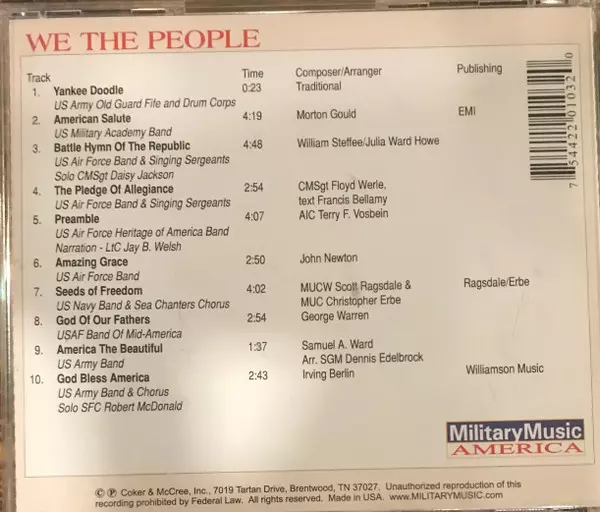 WE THE PEOPLE
Track Time Composer/Arranger Publishing
1. Yankee Doodle 0:23 Traditional
US Army Old Guard Fife and Drum Corps
2. American Salute 4:19 Morton Gould EMI
US Military Academy Band
3. Battle Hymn Of The Republic 4:48 William Steffee/Julia Ward Howe
US Air Force Band & Singing Sergeants
Solo CMSgt Daisy Jackson
4. The Pledge Of Allegiance 2:54 CMSgt Floyd Werle,
US Air Force Band & Singing Sergeants text Francis Bellamy
5. Preamble 4:07 AIC Terry F. Vosbein
US Air Force Heritage of America Band
Narration - LtC Jay B. Welsh
6. Amazing Grace 2:50 John Newton
US Air Force Band
7. Seeds of Freedom 4:02 MUCW Scott Ragsdale & Ragsdale/Erbe
US Navy Band & Sea Chanters Chorus MUC Christopher Erbe
8. God Of Our Fathers 2:54 George Warren
USAF Band Of Mid-America
9. America The Beautiful 1:37 Samuel A. Ward
US Army Band Arr. SGM Dennis Edelbrock
10. God Bless America 2:43 Irving Berlin Williamson Music
US Army Band & Chorus
Solo SFC Robert McDonald
7 54422 01032 0
MilitaryMusic
AMERICA
© ℗ Coker & McCree, Inc., 7019 Tartan Drive, Brentwood, TN 37027. Unauthorized reproduction of this
recording prohibited by Federal Law. All rights reserved. Made in USA. www.MILITARYMUSIC.com